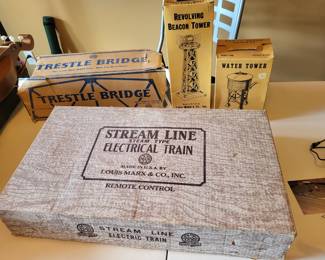 TRESTLE BRIDGE
TRESTLE BRIDGE
REVOLVING
BEACON TOWER
WATER TOWER
STREAM LINE
STEAM TYPE
ELECTRICAL TRAIN
MADE IN U.S.A. BY
LOUIS MARX & CO., INC.
REMOTE CONTROL
STREAM LINE
ELECTRIC TRAIN